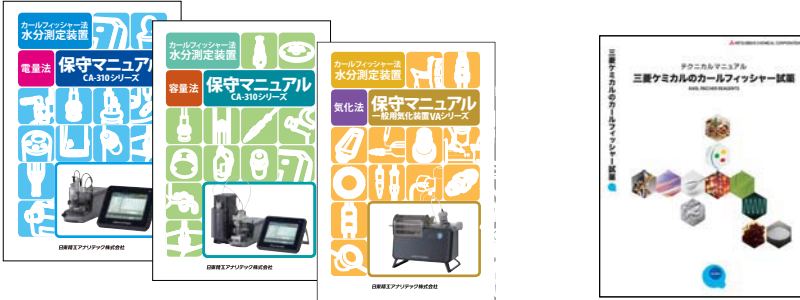 カールフィッシャー法
水分測定装置
電量法
保守マニュアル
CA-310シリーズ
日東精工アナリテック株式会社
カールフィッシャー法
水分測定装置
容量法
保守マニュアル
CA-310シリーズ
日東精工アナリテック株式会社
カールフィッシャー法
水分測定装置
気化法
保守マニュアル
一般用気化装置VAシリーズ
日東精工アナリテック株式会社
MITSUBISHI CHEMICAL CORPORATION
三菱ケミカルのカールフィッシャー試薬
テクニカルマニュアル
三菱ケミカルのカールフィッシャー試薬
KARL FISCHER REAGENTS